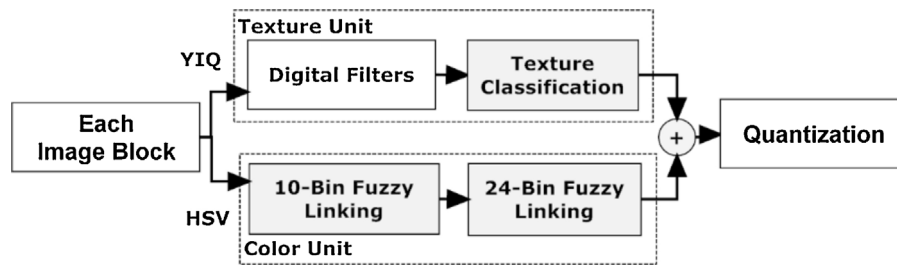 Texture Unit
YIQ
Digital Filters
Texture
Classification
Each
Image Block
+
Quantization
10-Bin Fuzzy
Linking
24-Bin Fuzzy
Linking
HSV
Color Unit